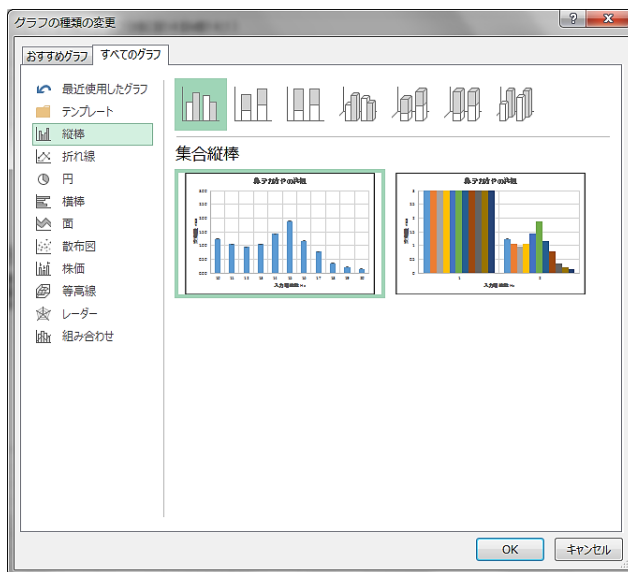 グラフの種類の変更
おすすめグラフ
すべてのグラフ
最近使用したグラフ
テンプレート
縦棒
折れ線
円
横棒
面
散布図
株価
等高線
レーダー
組み合わせ
集合縦棒
OK
キャンセル